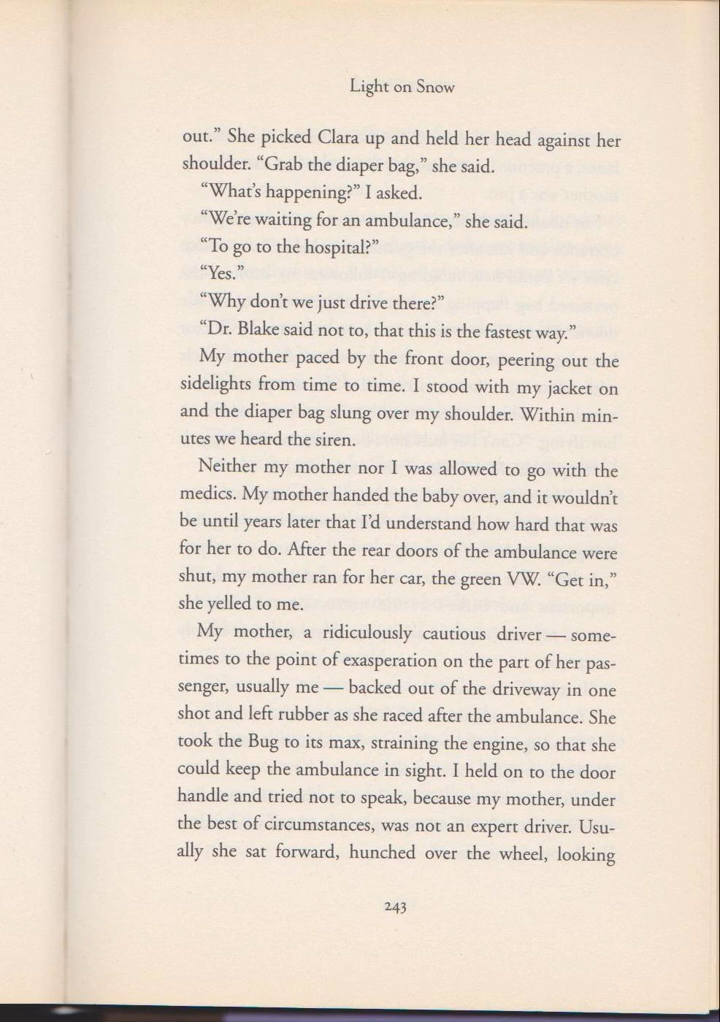 Light on Snow
out.” She picked Clara up and held her head against her
shoulder. “Grab the diaper bag,” she said.
“What’s happening?” I asked.
“We’re waiting for an ambulance,” she said.
“To go to the hospital?”
“Yes.”
“Why don’t we just drive there?”
“Dr. Blake said not to, that this is the fastest way.”
My mother paced by the front door, peering out the
sidelights from time to time. I stood with my jacket on
and the diaper bag slung over my shoulder. Within min-
utes we heard the siren.
Neither my mother nor I was allowed to go with the
medics. My mother handed the baby over, and it wouldn’t
be until years later that I’d understand how hard that was
for her to do. After the rear doors of the ambulance were
shut, my mother ran for her car, the green VW. “Get in,”
she yelled to me.
My mother, a ridiculously cautious driver — some-
times to the point of exasperation on the part of her pas-
senger, usually me — backed out of the driveway in one
shot and left rubber as she raced after the ambulance. She
took the Bug to its max, straining the engine, so that she
could keep the ambulance in sight. I held on to the door
handle and tried not to speak, because my mother, under
the best of circumstances, was not an expert driver. Usu-
ally she sat forward, hunched over the wheel, looking
243